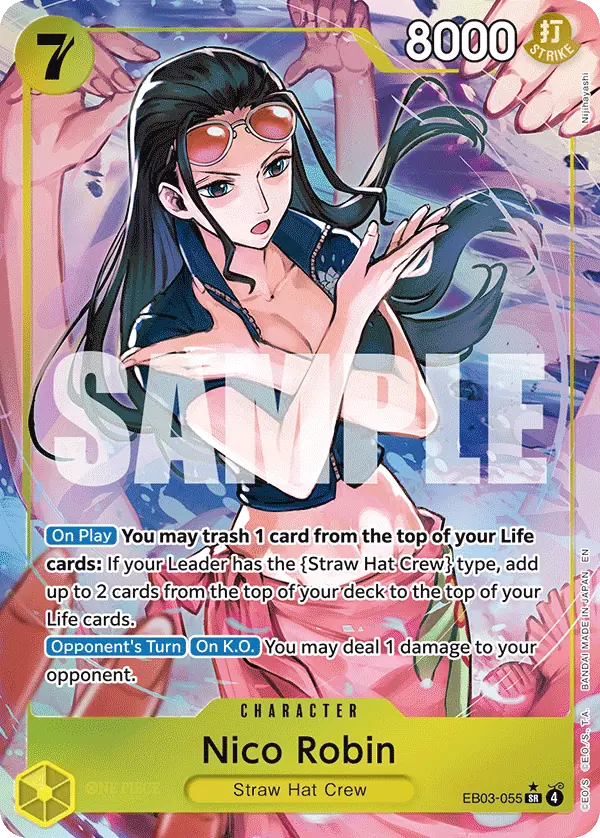 7
8000
打
STRIKE
Nijihayashi
SAMPLE
On Play You may trash 1 card from the top of your Life
cards: If your Leader has the {Straw Hat Crew} type, add
up to 2 cards from the top of your deck to the top of your
Life cards.
Opponent's Turn On K.O. You may deal 1 damage to your
opponent.
©E.O./S. ©E.O./S., T.A. BANDAI MADE IN JAPAN EN
CHARACTER
Nico Robin
ONE PIECE
Straw Hat Crew
EB03-055 SR 4